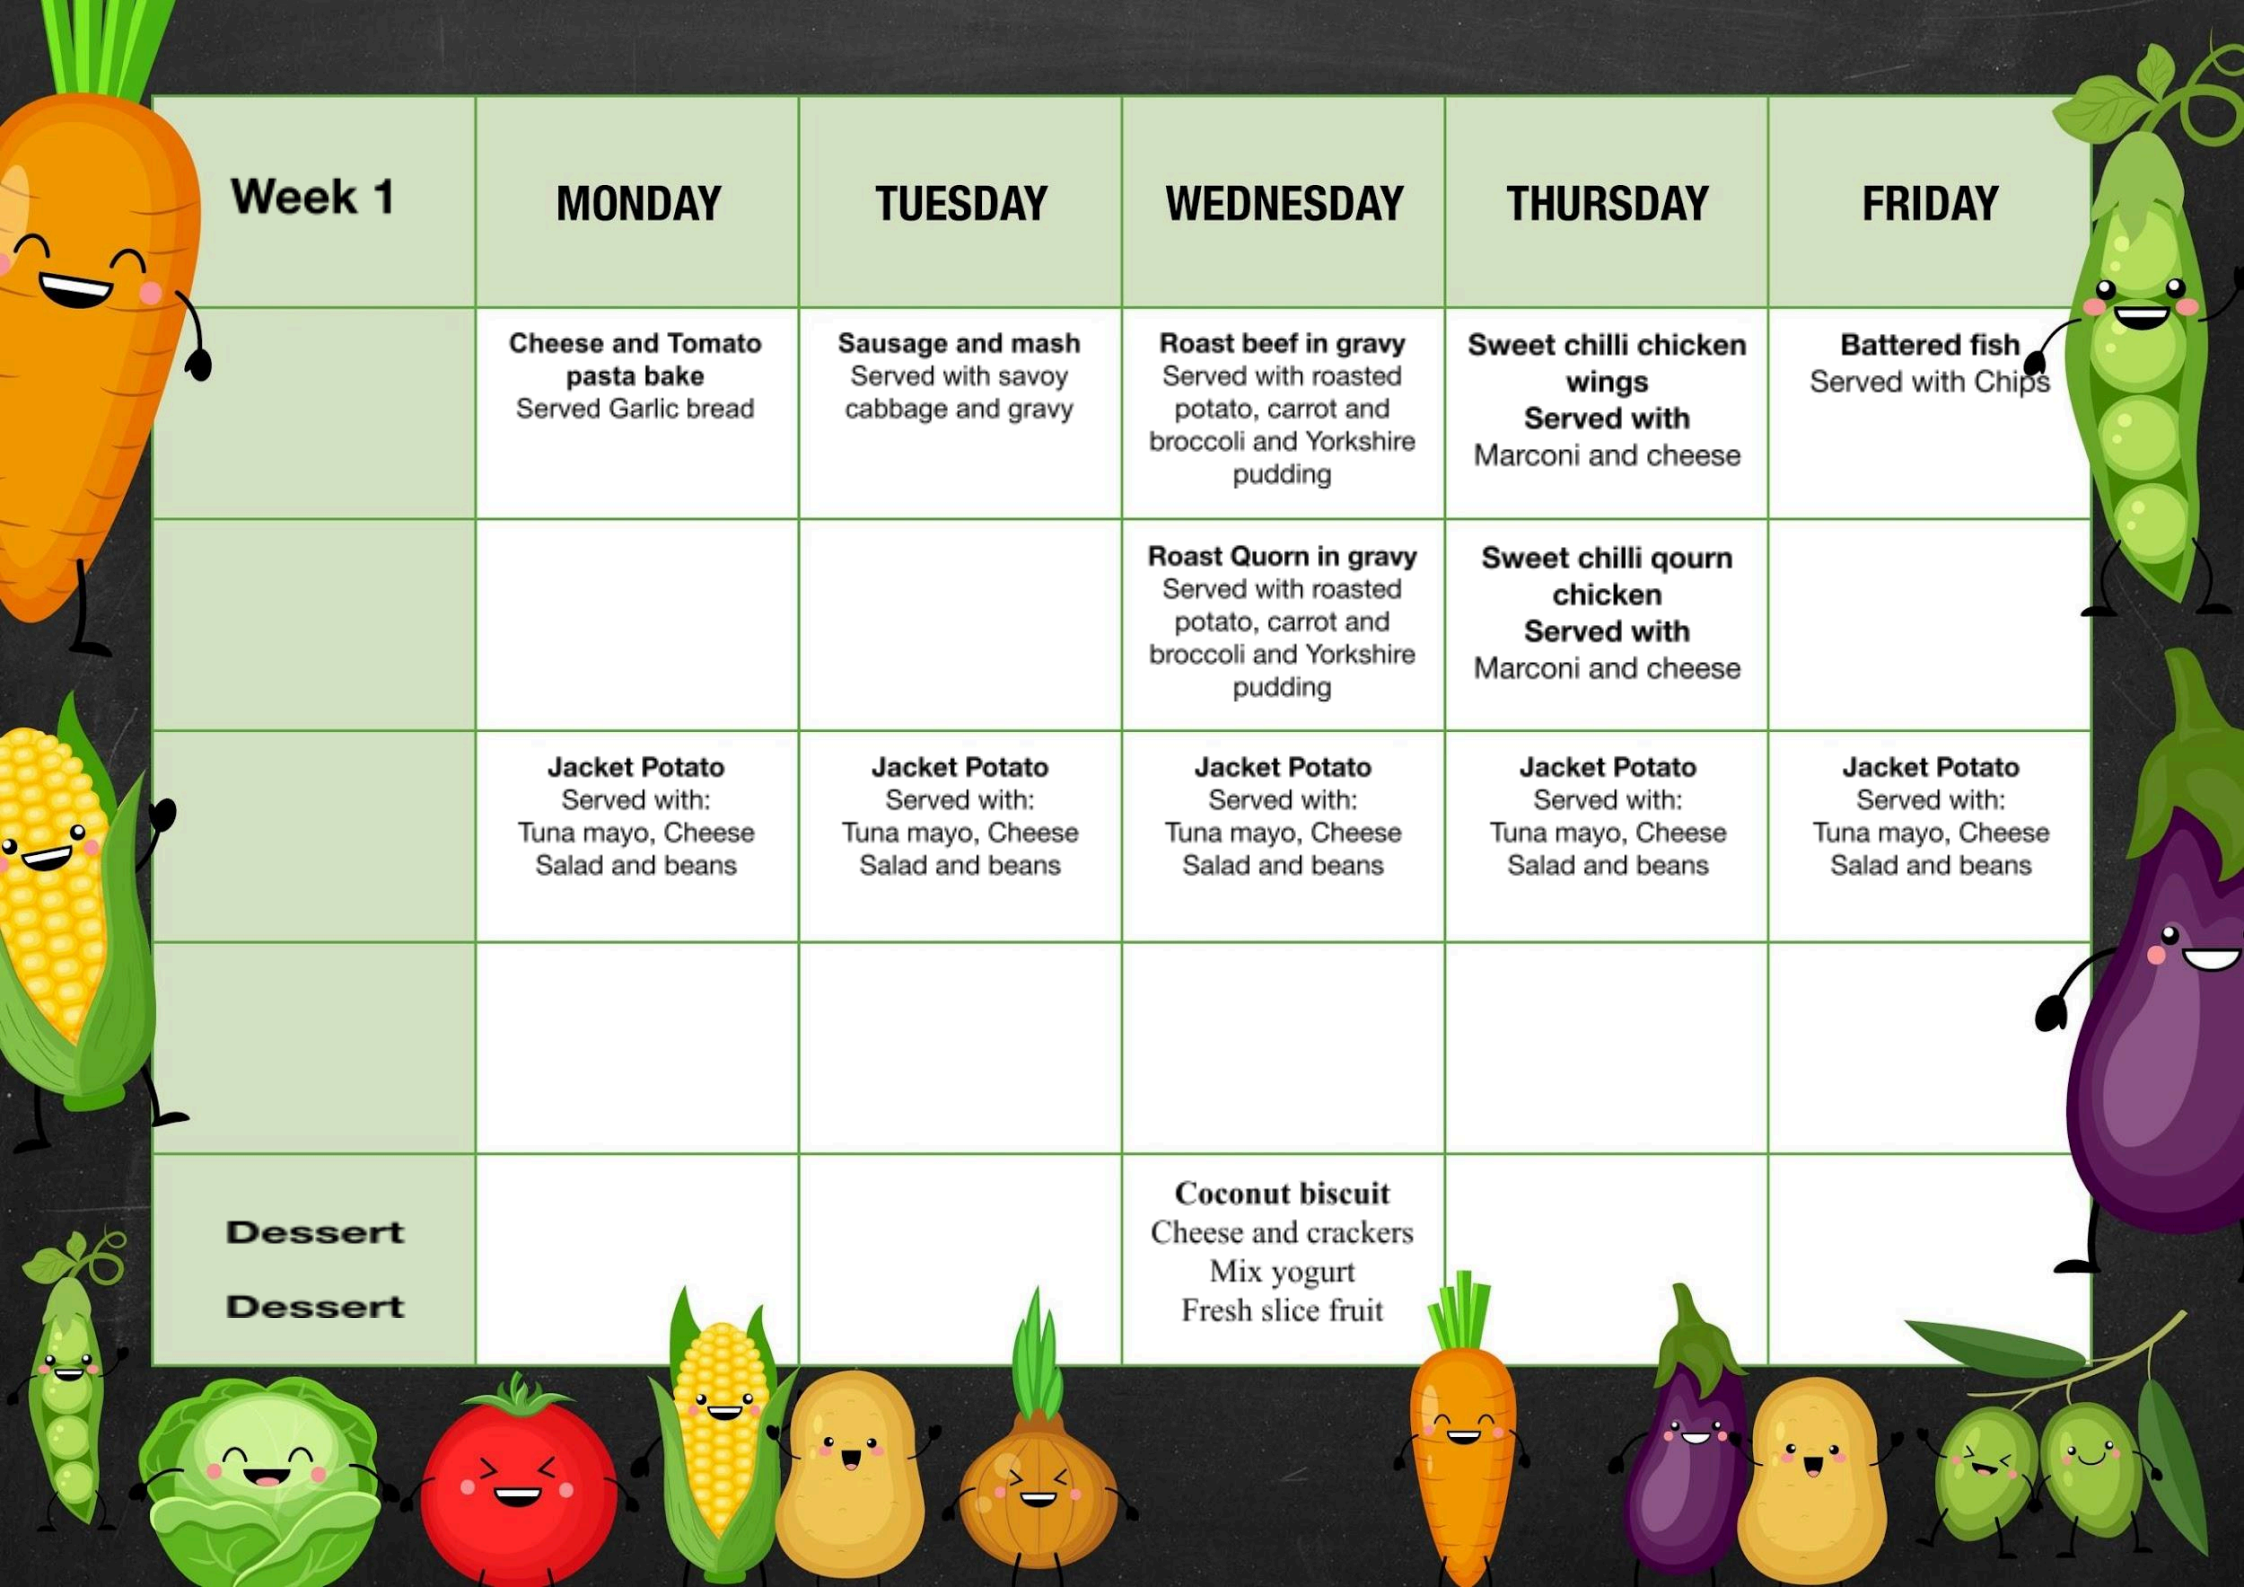 Week 1
MONDAY
TUESDAY
WEDNESDAY
THURSDAY
FRIDAY
Cheese and Tomato
pasta bake
Served Garlic bread
Sausage and mash
Served with savoy
cabbage and gravy
Roast beef in gravy
Served with roasted
potato, carrot and
broccoli and Yorkshire
pudding
Sweet chilli chicken
wings
Served with
Marconi and cheese
Battered fish
Served with Chips
Roast Quorn in gravy
Served with roasted
potato, carrot and
broccoli and Yorkshire
pudding
Sweet chilli qourn
chicken
Served with
Marconi and cheese
Jacket Potato
Served with:
Tuna mayo, Cheese
Salad and beans
Jacket Potato
Served with:
Tuna mayo, Cheese
Salad and beans
Jacket Potato
Served with:
Tuna mayo, Cheese
Salad and beans
Jacket Potato
Served with:
Tuna mayo, Cheese
Salad and beans
Jacket Potato
Served with:
Tuna mayo, Cheese
Salad and beans
Dessert
Dessert
Coconut biscuit
Cheese and crackers
Mix yogurt
Fresh slice fruit